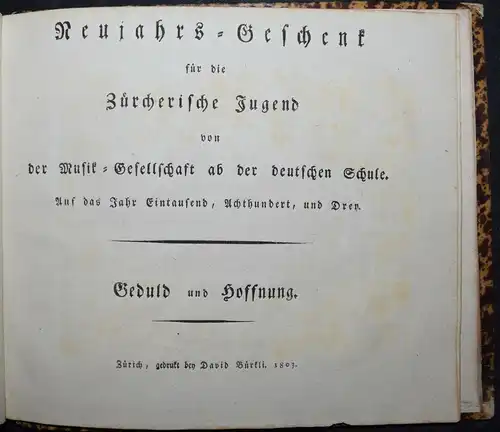 Neujahrs-Geschenk
für die
Zürcherische Jugend
von
der Musik-Gesellschaft ab der deutschen Schule.
Auf das Jahr Eintausend, Achthundert, und Drey.
Geduld und Hoffnung.
Zürich, gedrukt bey David Bürkli. 1803.